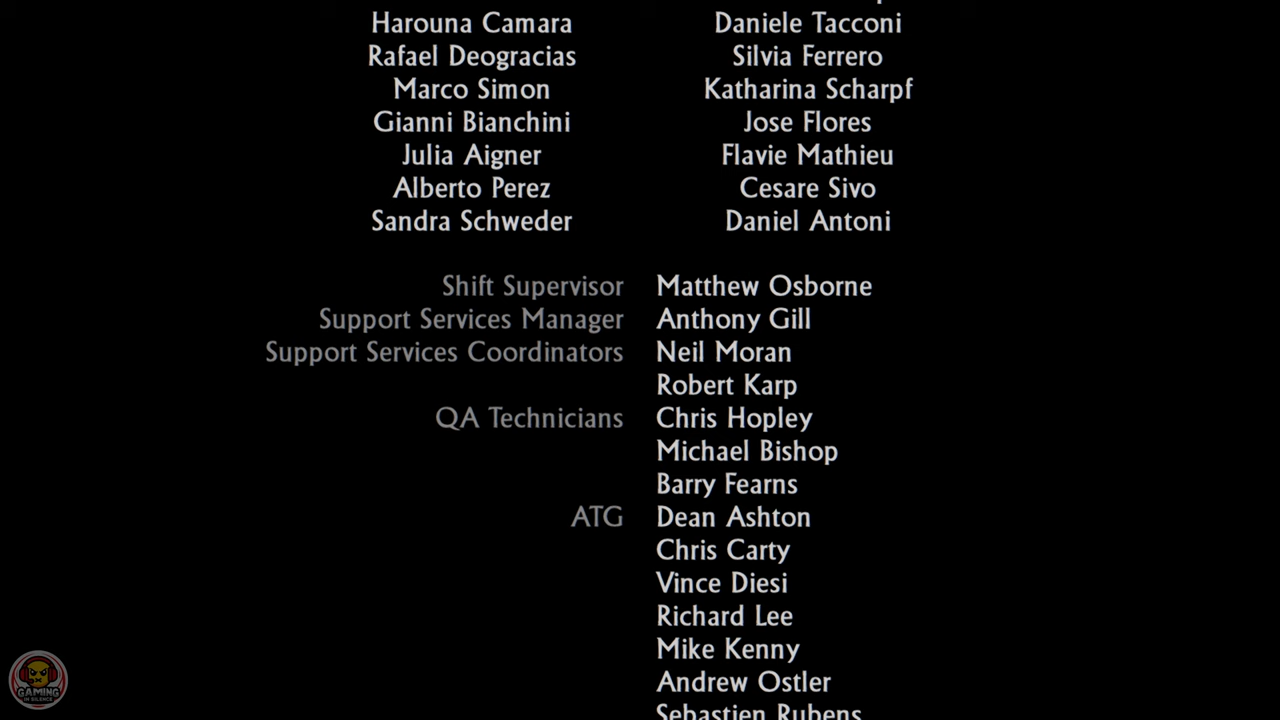 Harouna Camara Daniele Tacconi
Rafael Deogracias Silvia Ferrero
Marco Simon Katharina Scharpf
Gianni Bianchini Jose Flores
Julia Aigner Flavie Mathieu
Alberto Perez Cesare Sivo
Sandra Schweder Daniel Antoni
Shift Supervisor Matthew Osborne
Support Services Manager Anthony Gill
Support Services Coordinators Neil Moran
Robert Karp
QA Technicians Chris Hopley
Michael Bishop
Barry Fearns
ATG Dean Ashton
Chris Carty
Vince Diesi
Richard Lee
Mike Kenny
Andrew Ostler
Sebastien Rubens
GAMING
IN SILENCE